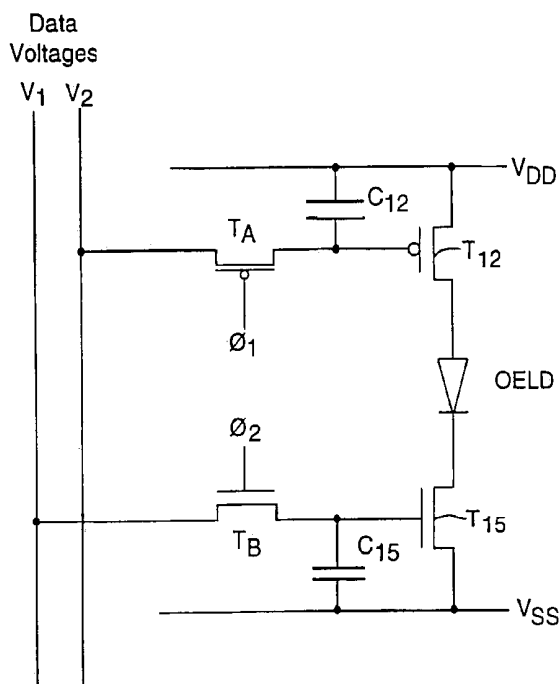 Data
Voltages
V1 V2
VDD
C12
TA
T12
Ø1
OELD
Ø2
T15
TB
C15
VSS